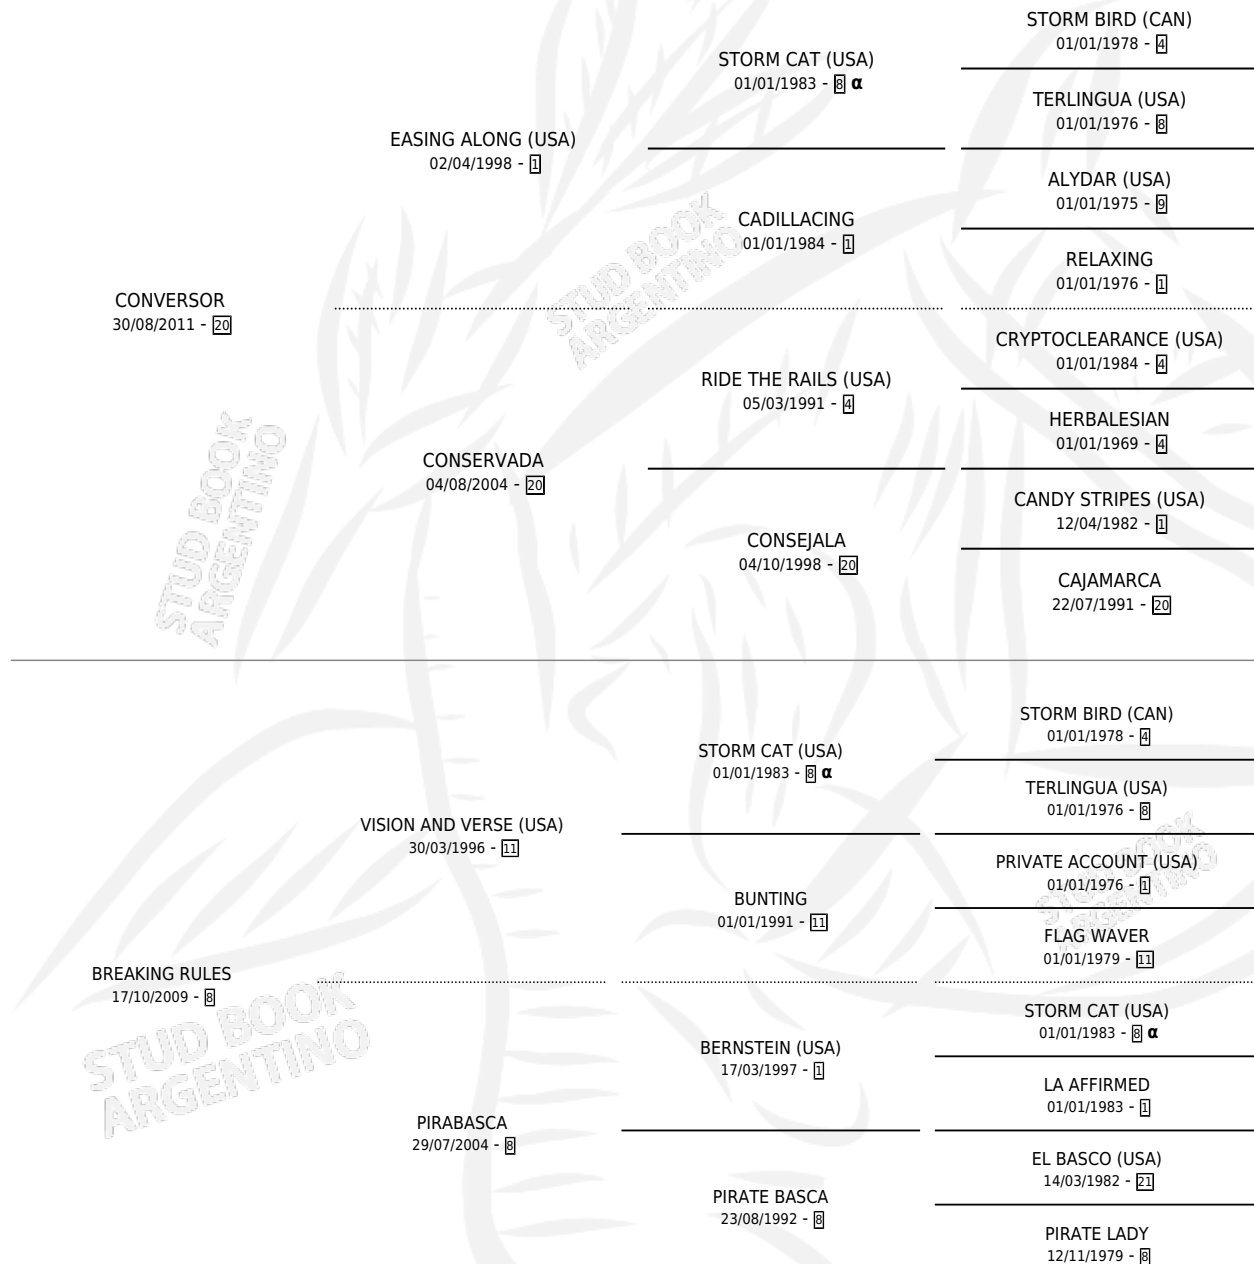 STORM BIRD (CAN)
01/01/1978 - 4
STORM CAT (USA)
01/01/1983 - 8 α
TERLINGUA (USA)
01/01/1976 - 8
EASING ALONG (USA)
02/04/1998 - 1
ALYDAR (USA)
01/01/1975 - 9
CADILLACING
01/01/1984 - 1
RELAXING
01/01/1976 - 1
CONVERSOR
30/08/2011 - 20
CRYPTOCLEARANCE (USA)
01/01/1984 - 4
RIDE THE RAILS (USA)
05/03/1991 - 4
HERBALESIAN
01/01/1969 - 4
CONSERVADA
04/08/2004 - 20
CANDY STRIPES (USA)
12/04/1982 - 1
CONSEJALA
04/10/1998 - 20
CAJAMARCA
22/07/1991 - 20
STORM BIRD (CAN)
01/01/1978 - 4
STORM CAT (USA)
01/01/1983 - 8 α
TERLINGUA (USA)
01/01/1976 - 8
VISION AND VERSE (USA)
30/03/1996 - 11
PRIVATE ACCOUNT (USA)
01/01/1976 - 1
BUNTING
01/01/1991 - 11
FLAG WAVER
01/01/1979 - 11
BREAKING RULES
17/10/2009 - 8
STORM CAT (USA)
01/01/1983 - 8 α
BERNSTEIN (USA)
17/03/1997 - 1
LA AFFIRMED
01/01/1983 - 1
PIRABASCA
29/07/2004 - 8
EL BASCO (USA)
14/03/1982 - 21
PIRATE BASCA
23/08/1992 - 8
PIRATE LADY
12/11/1979 - 8
STUD BOOK
ARGENTINO
STUD BOOK
ARGENTINO
STUD BOOK
ARGENTINO
STUD BOOK
ARGENTINO